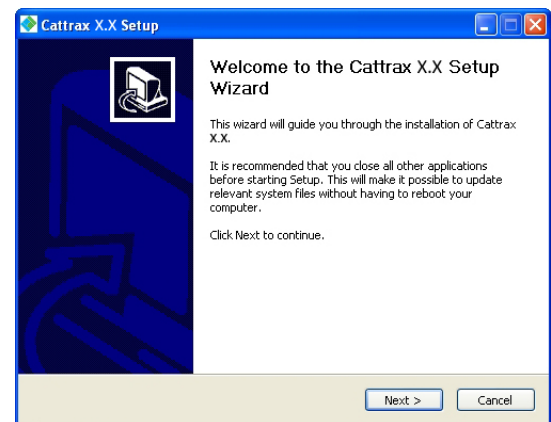 Cattrax X.X Setup
Welcome to the Cattrax X.X Setup
Wizard
This wizard will guide you through the installation of Cattrax
X.X.
It is recommended that you close all other applications
before starting Setup. This will make it possible to update
relevant system files without having to reboot your
computer.
Click Next to continue.
Next >
Cancel